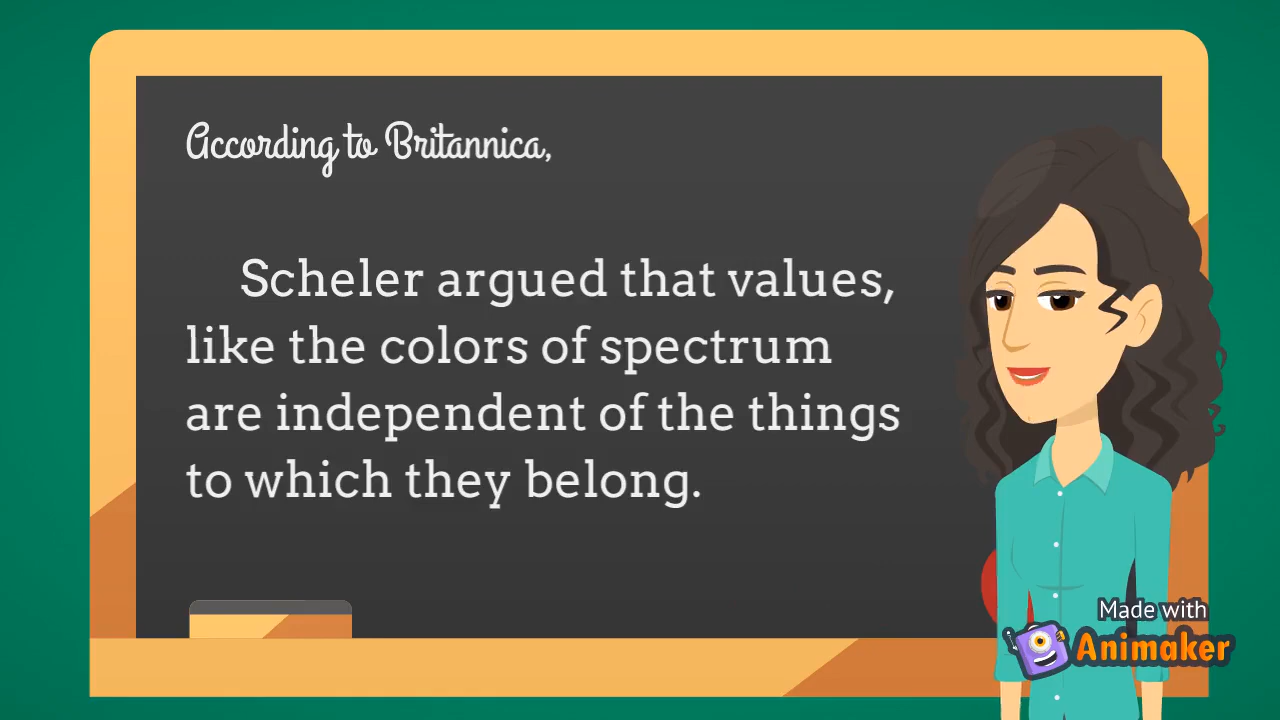 According to Britannica,
Scheler argued that values,
like the colors of spectrum
are independent of the things
to which they belong.
Made with
Animaker